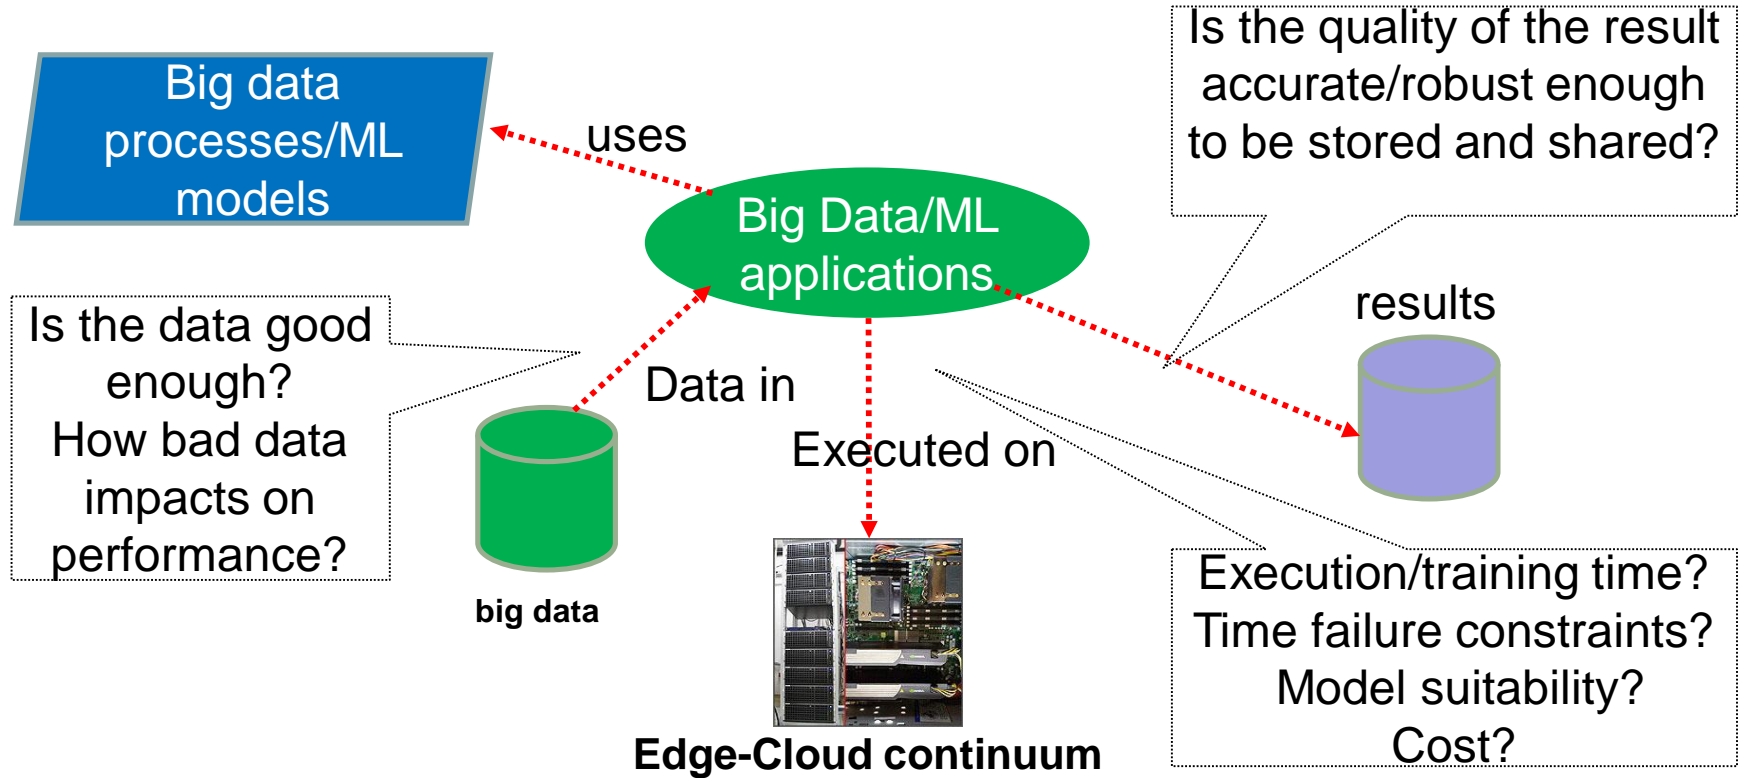 Big data
processes/ML
models
uses
Is the quality of the result
accurate/robust enough
to be stored and shared?
Big Data/ML
applications
Is the data good
enough?
How bad data
impacts on
performance?
Data in
results
Executed on
big data
Execution/training time?
Time failure constraints?
Model suitability?
Cost?
Edge-Cloud continuum